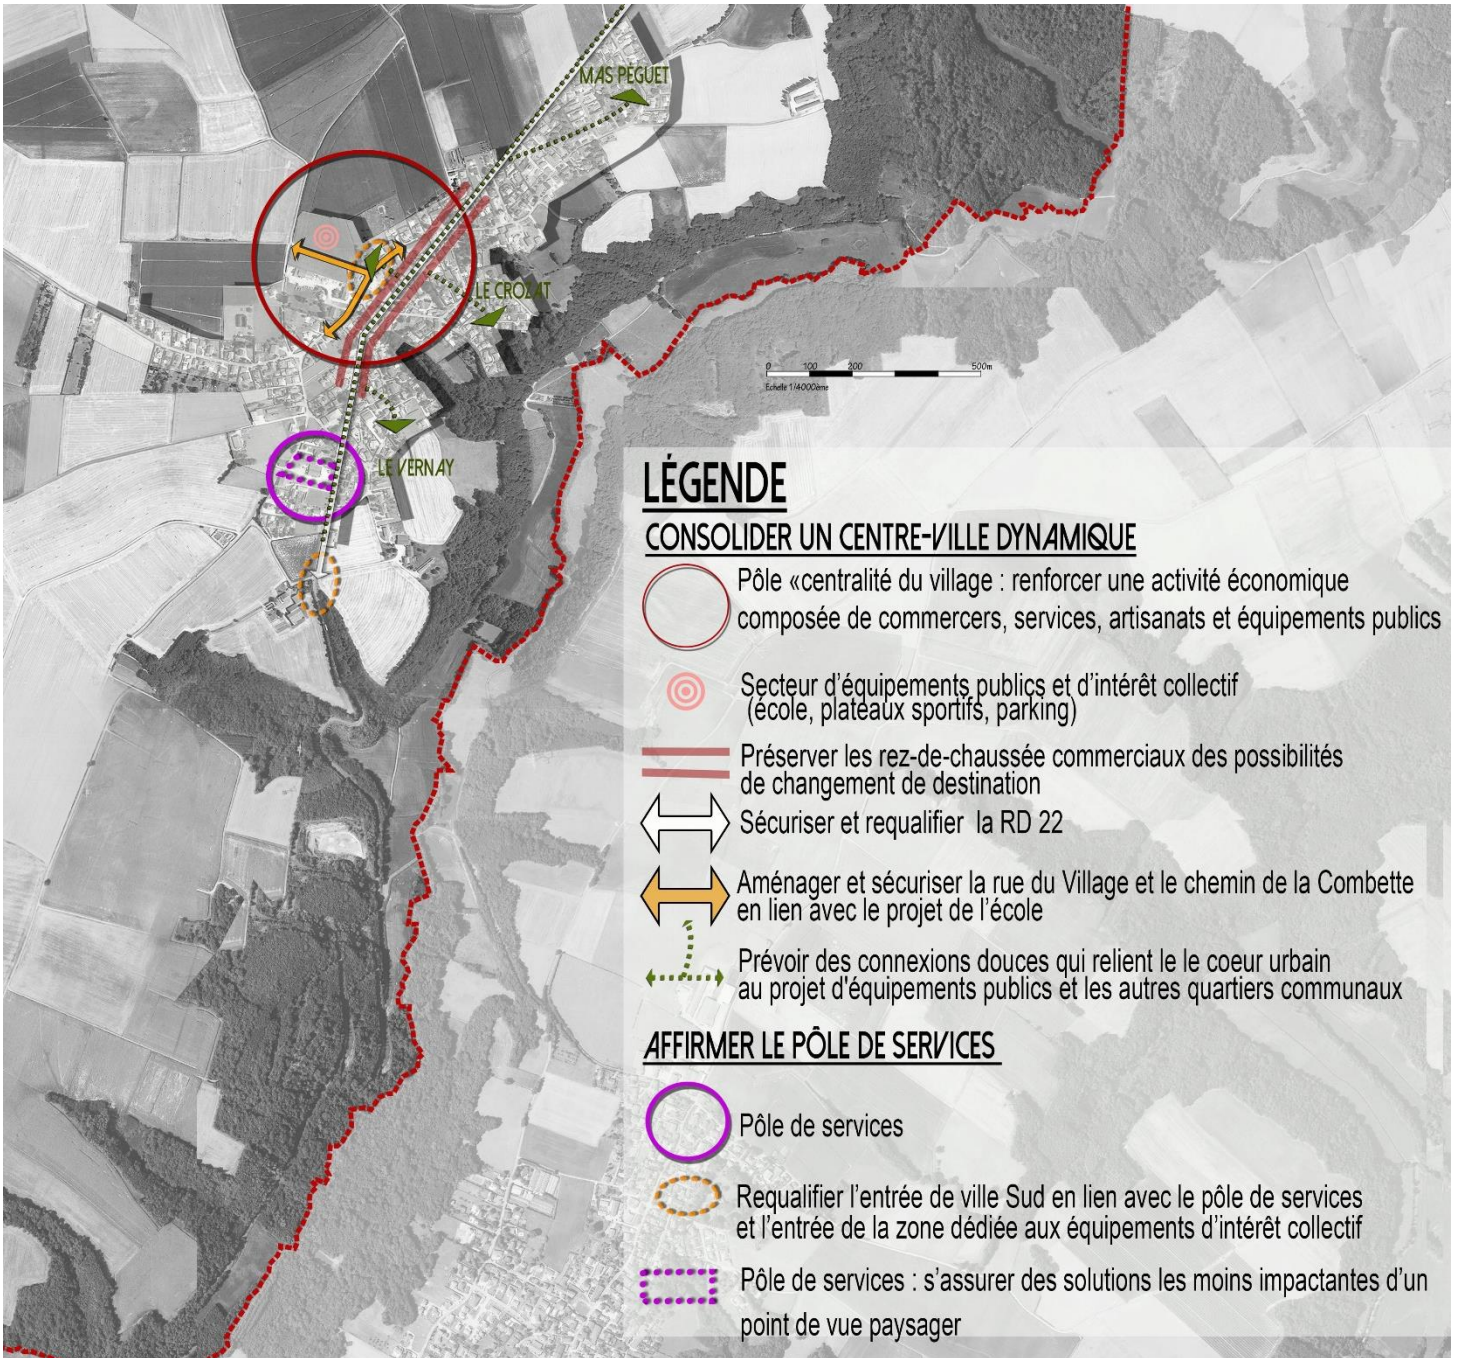 MAS PEGUET
LE CROZAT
LE VERNAY
0 100 200 500m
Echelle 1/4000ème
LÉGENDE
CONSOLIDER UN CENTRE-VILLE DYNAMIQUE
Pôle «centralité du village : renforcer une activité économique
composée de commercers, services, artisanats et équipements publics
Secteur d'équipements publics et d'intérêt collectif
(école, plateaux sportifs, parking)
Préserver les rez-de-chaussée commerciaux des possibilités
de changement de destination
Sécuriser et requalifier la RD 22
Aménager et sécuriser la rue du Village et le chemin de la Combette
en lien avec le projet de l'école
Prévoir des connexions douces qui relient le le coeur urbain
au projet d'équipements publics et les autres quartiers communaux
AFFIRMER LE PÔLE DE SERVICES
Pôle de services
Requalifier l'entrée de ville Sud en lien avec le pôle de services
et l'entrée de la zone dédiée aux équipements d'intérêt collectif
Pôle de services : s'assurer des solutions les moins impactantes d'un
point de vue paysager